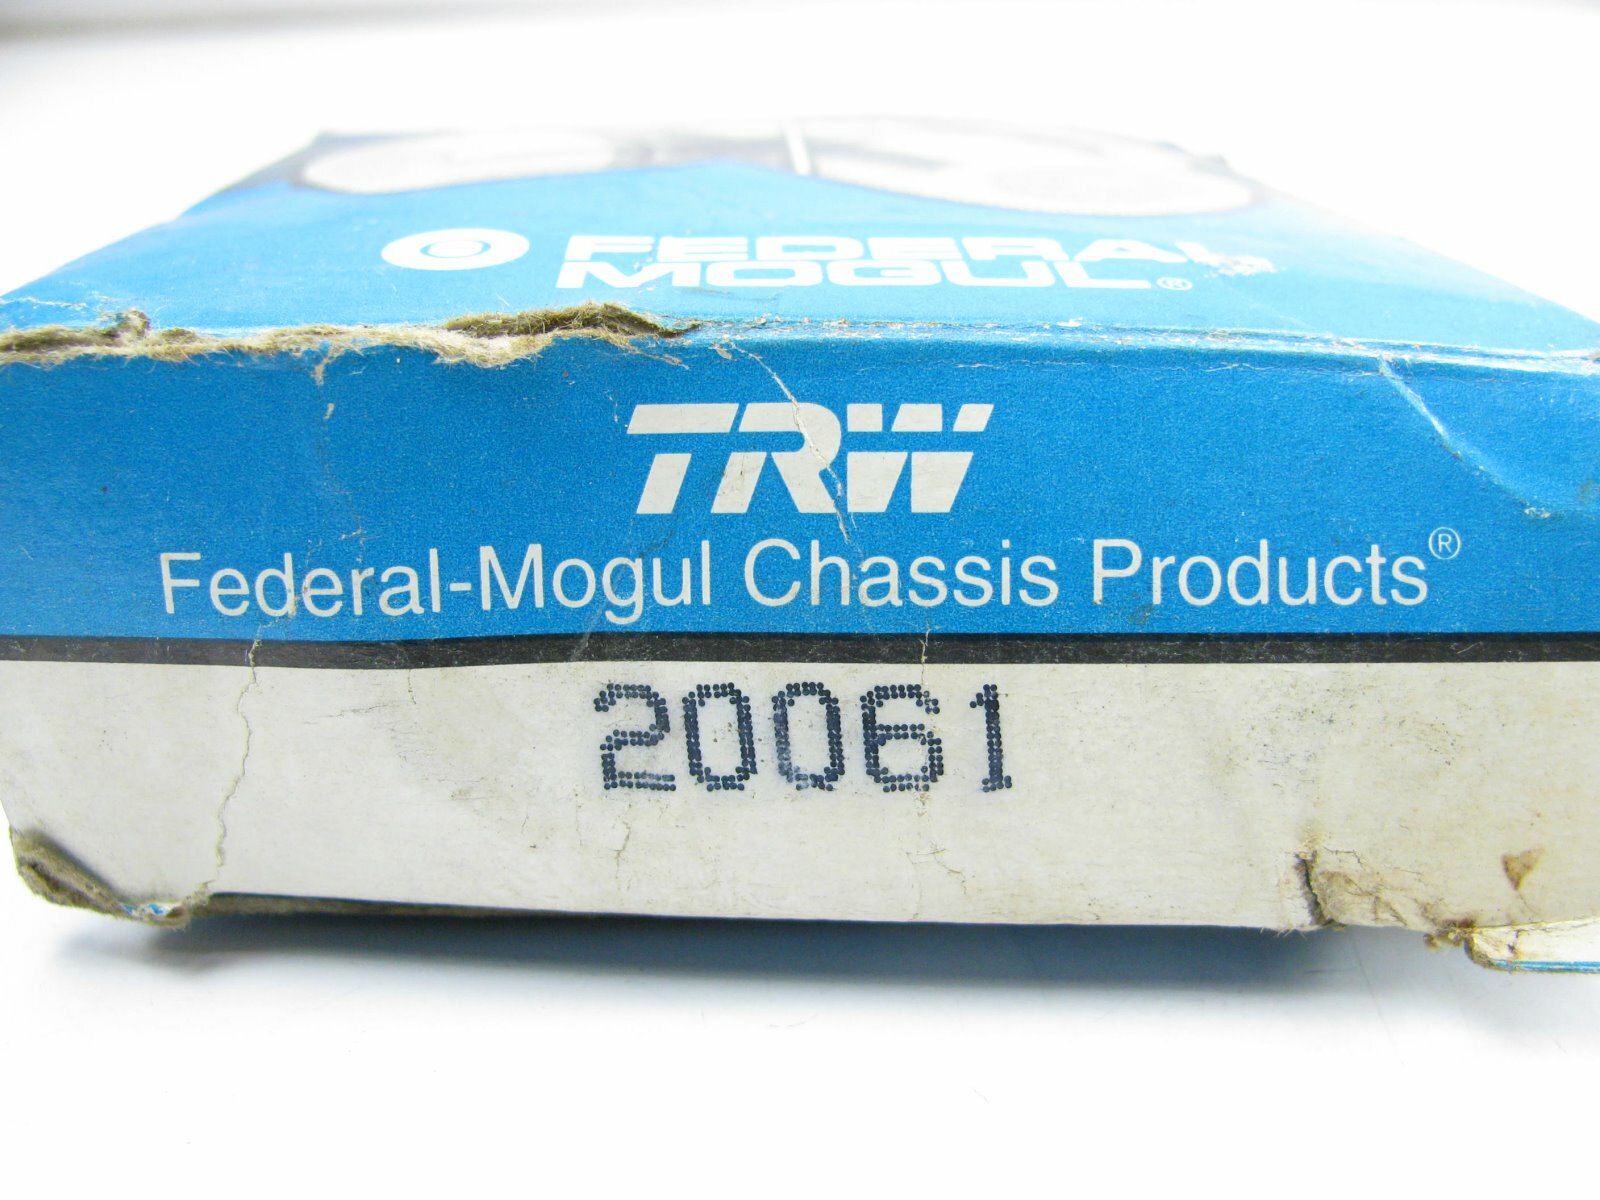 FEDERAL
MOGUL®
TRW
Federal-Mogul Chassis Products®
20061